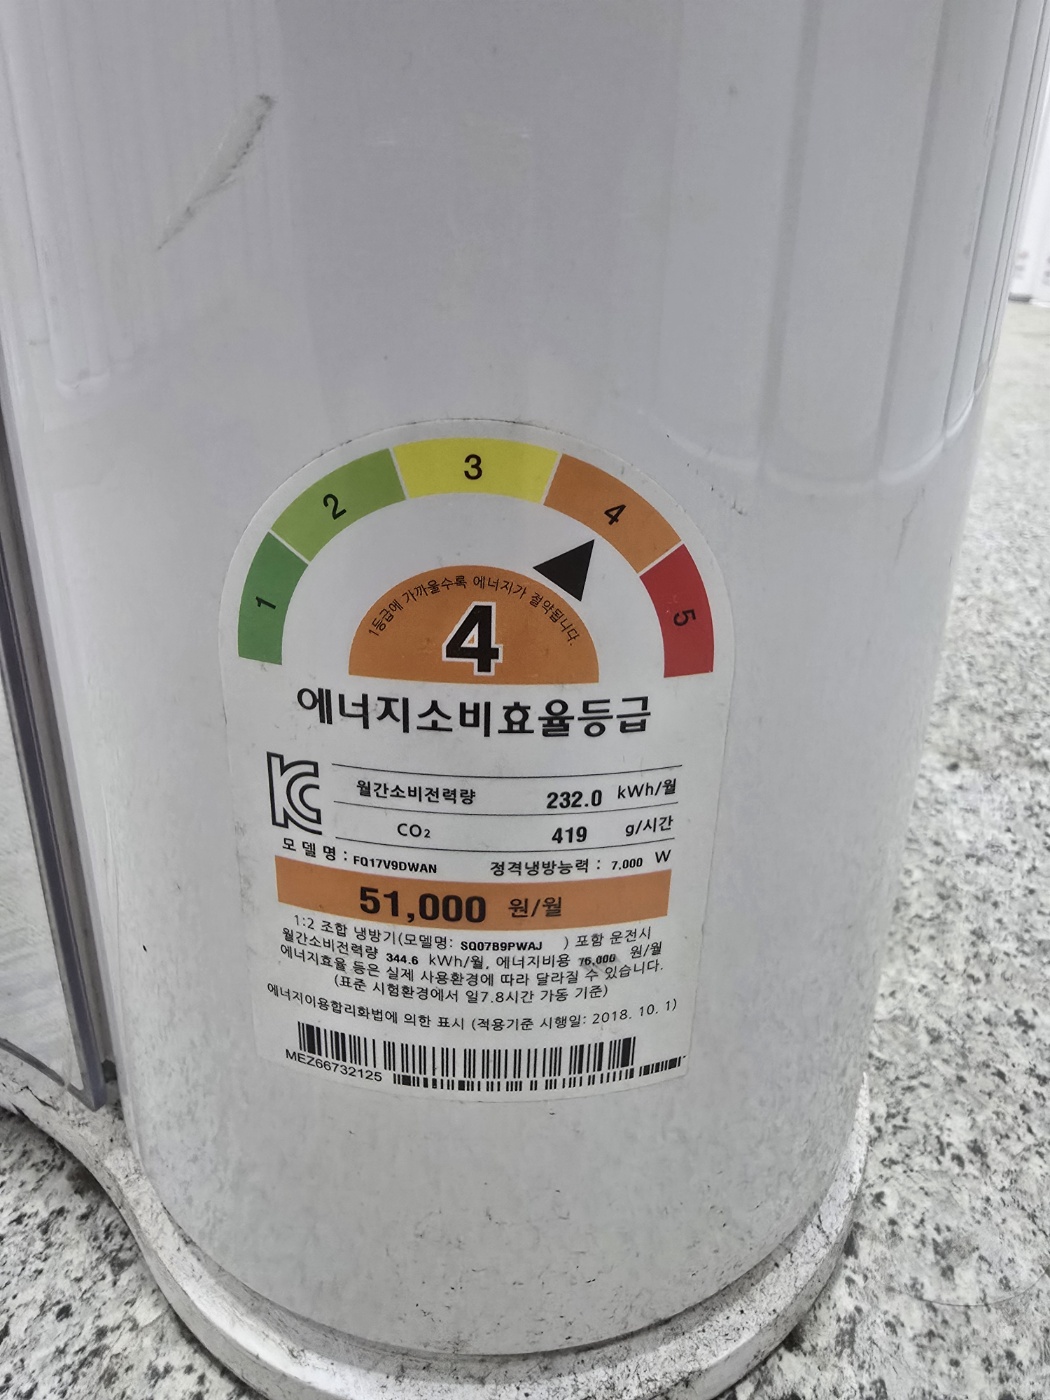 1 2 3 4 5
1등급에 가까울수록 에너지가 절약됩니다.
4
에너지소비효율등급
월간소비전력량 232.0 kWh/월
CO₂ 419 g/시간
모델명 : FQ17V9DWAN 정격냉방능력 : 7.000 W
51,000 원/월
1:2 조합 냉방기(모델명: SQ07B9PWAJ ) 포함 운전시
월간소비전력량 344.6 kWh/월, 에너지비용 76,000 원/월
에너지효율 등은 실제 사용환경에 따라 달라질 수 있습니다.
(표준 시험환경에서 일7.8시간 가동 기준)
에너지이용합리화법에 의한 표시 (적용기준 시행일: 2018. 10. 1)
MEZ66732125